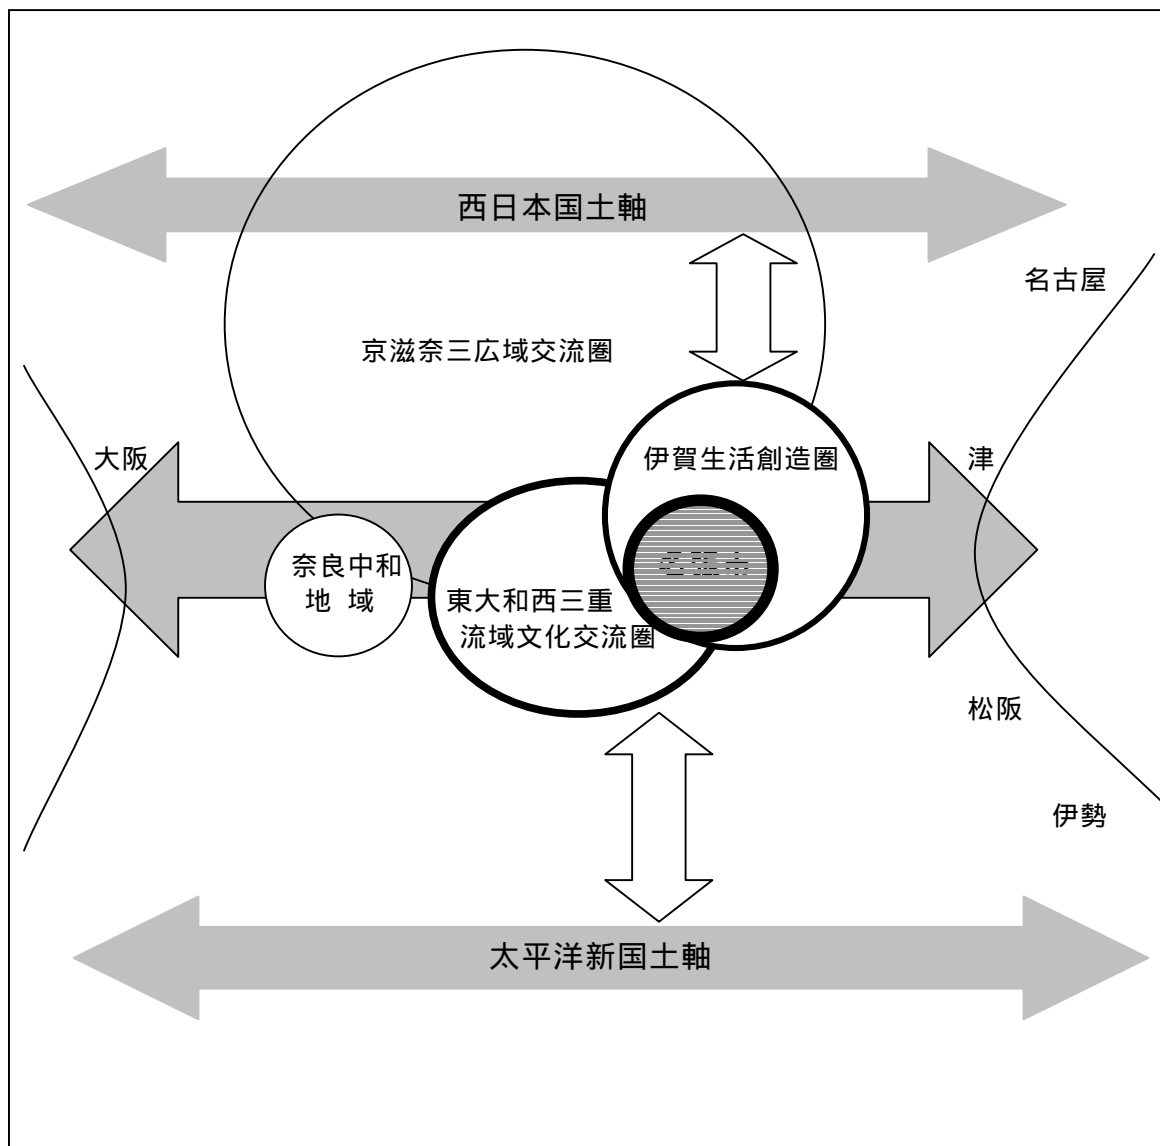 西日本国土軸
名古屋
京滋奈三広域交流圏
大阪
伊賀生活創造圏
津
奈良中和
地 域
東大和西三重
流域文化交流圏
松阪
伊勢
太平洋新国土軸